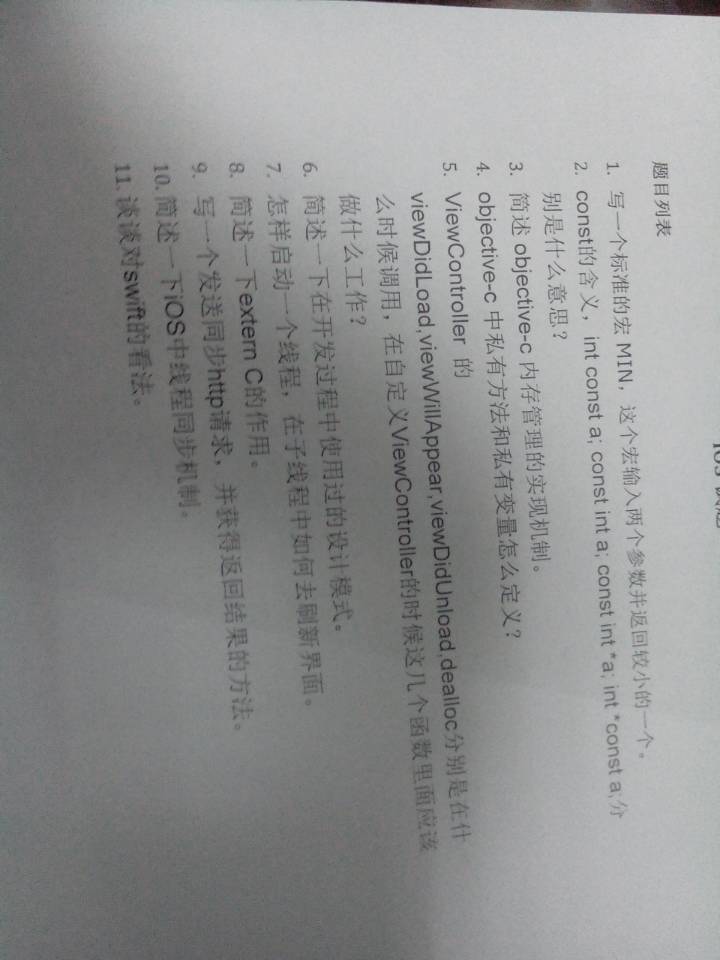 题目列表
1. 写一个标准的宏 MIN，这个宏输入两个参数并返回较小的一个。
2. const的含义，int const a; const int a; const int *a; int *const a;分
别是什么意思？
3. 简述 objective-c 内存管理的实现机制。
4. objective-c 中私有方法和私有变量怎么定义？
5. ViewController 的
viewDidLoad,viewWillAppear,viewDidUnload,dealloc分别是在什
么时候调用，在自定义ViewController的时候这几个函数里面应该
做什么工作？
6. 简述一下在开发过程中使用过的设计模式。
7. 怎样启动一个线程，在子线程中如何去刷新界面。
8. 简述一下extern C的作用。
9. 写一个发送同步http请求，并获得返回结果的方法。
10. 简述一下iOS中线程同步机制。
11. 谈谈对swift的看法。